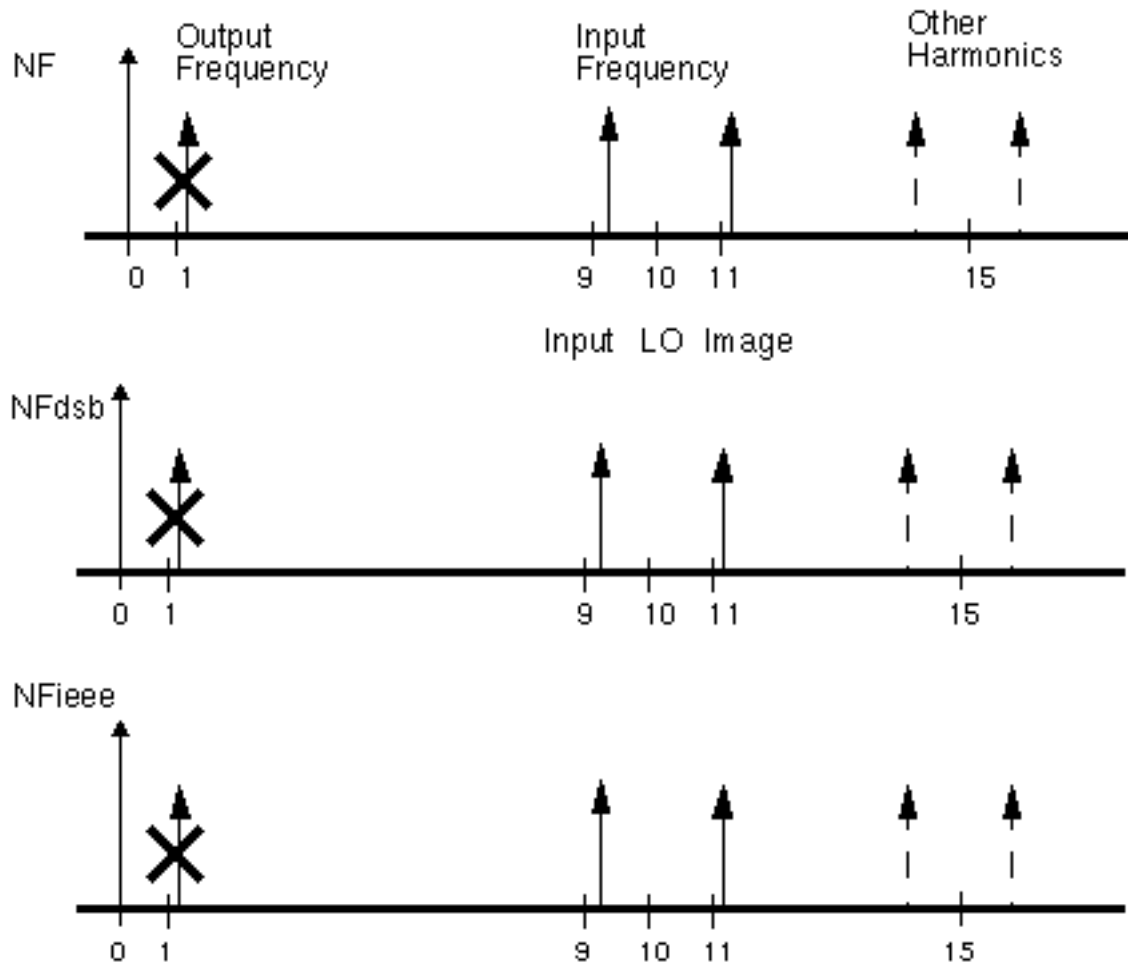 NF
Output
Frequency
Input
Frequency
Other
Harmonics
0 1 9 10 11 15
Input LO Image
NFdsb
0 1 9 10 11 15
NFieee
0 1 9 10 11 15